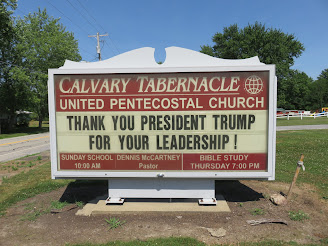 CALVARY TABERNACLE
UNITED PENTECOSTAL CHURCH
THANK YOU PRESIDENT TRUMP
FOR YOUR LEADERSHIP !
SUNDAY SCHOOL
10:00 AM
DENNIS McCARTNEY
Pastor
BIBLE STUDY
THURSDAY 7:00 PM